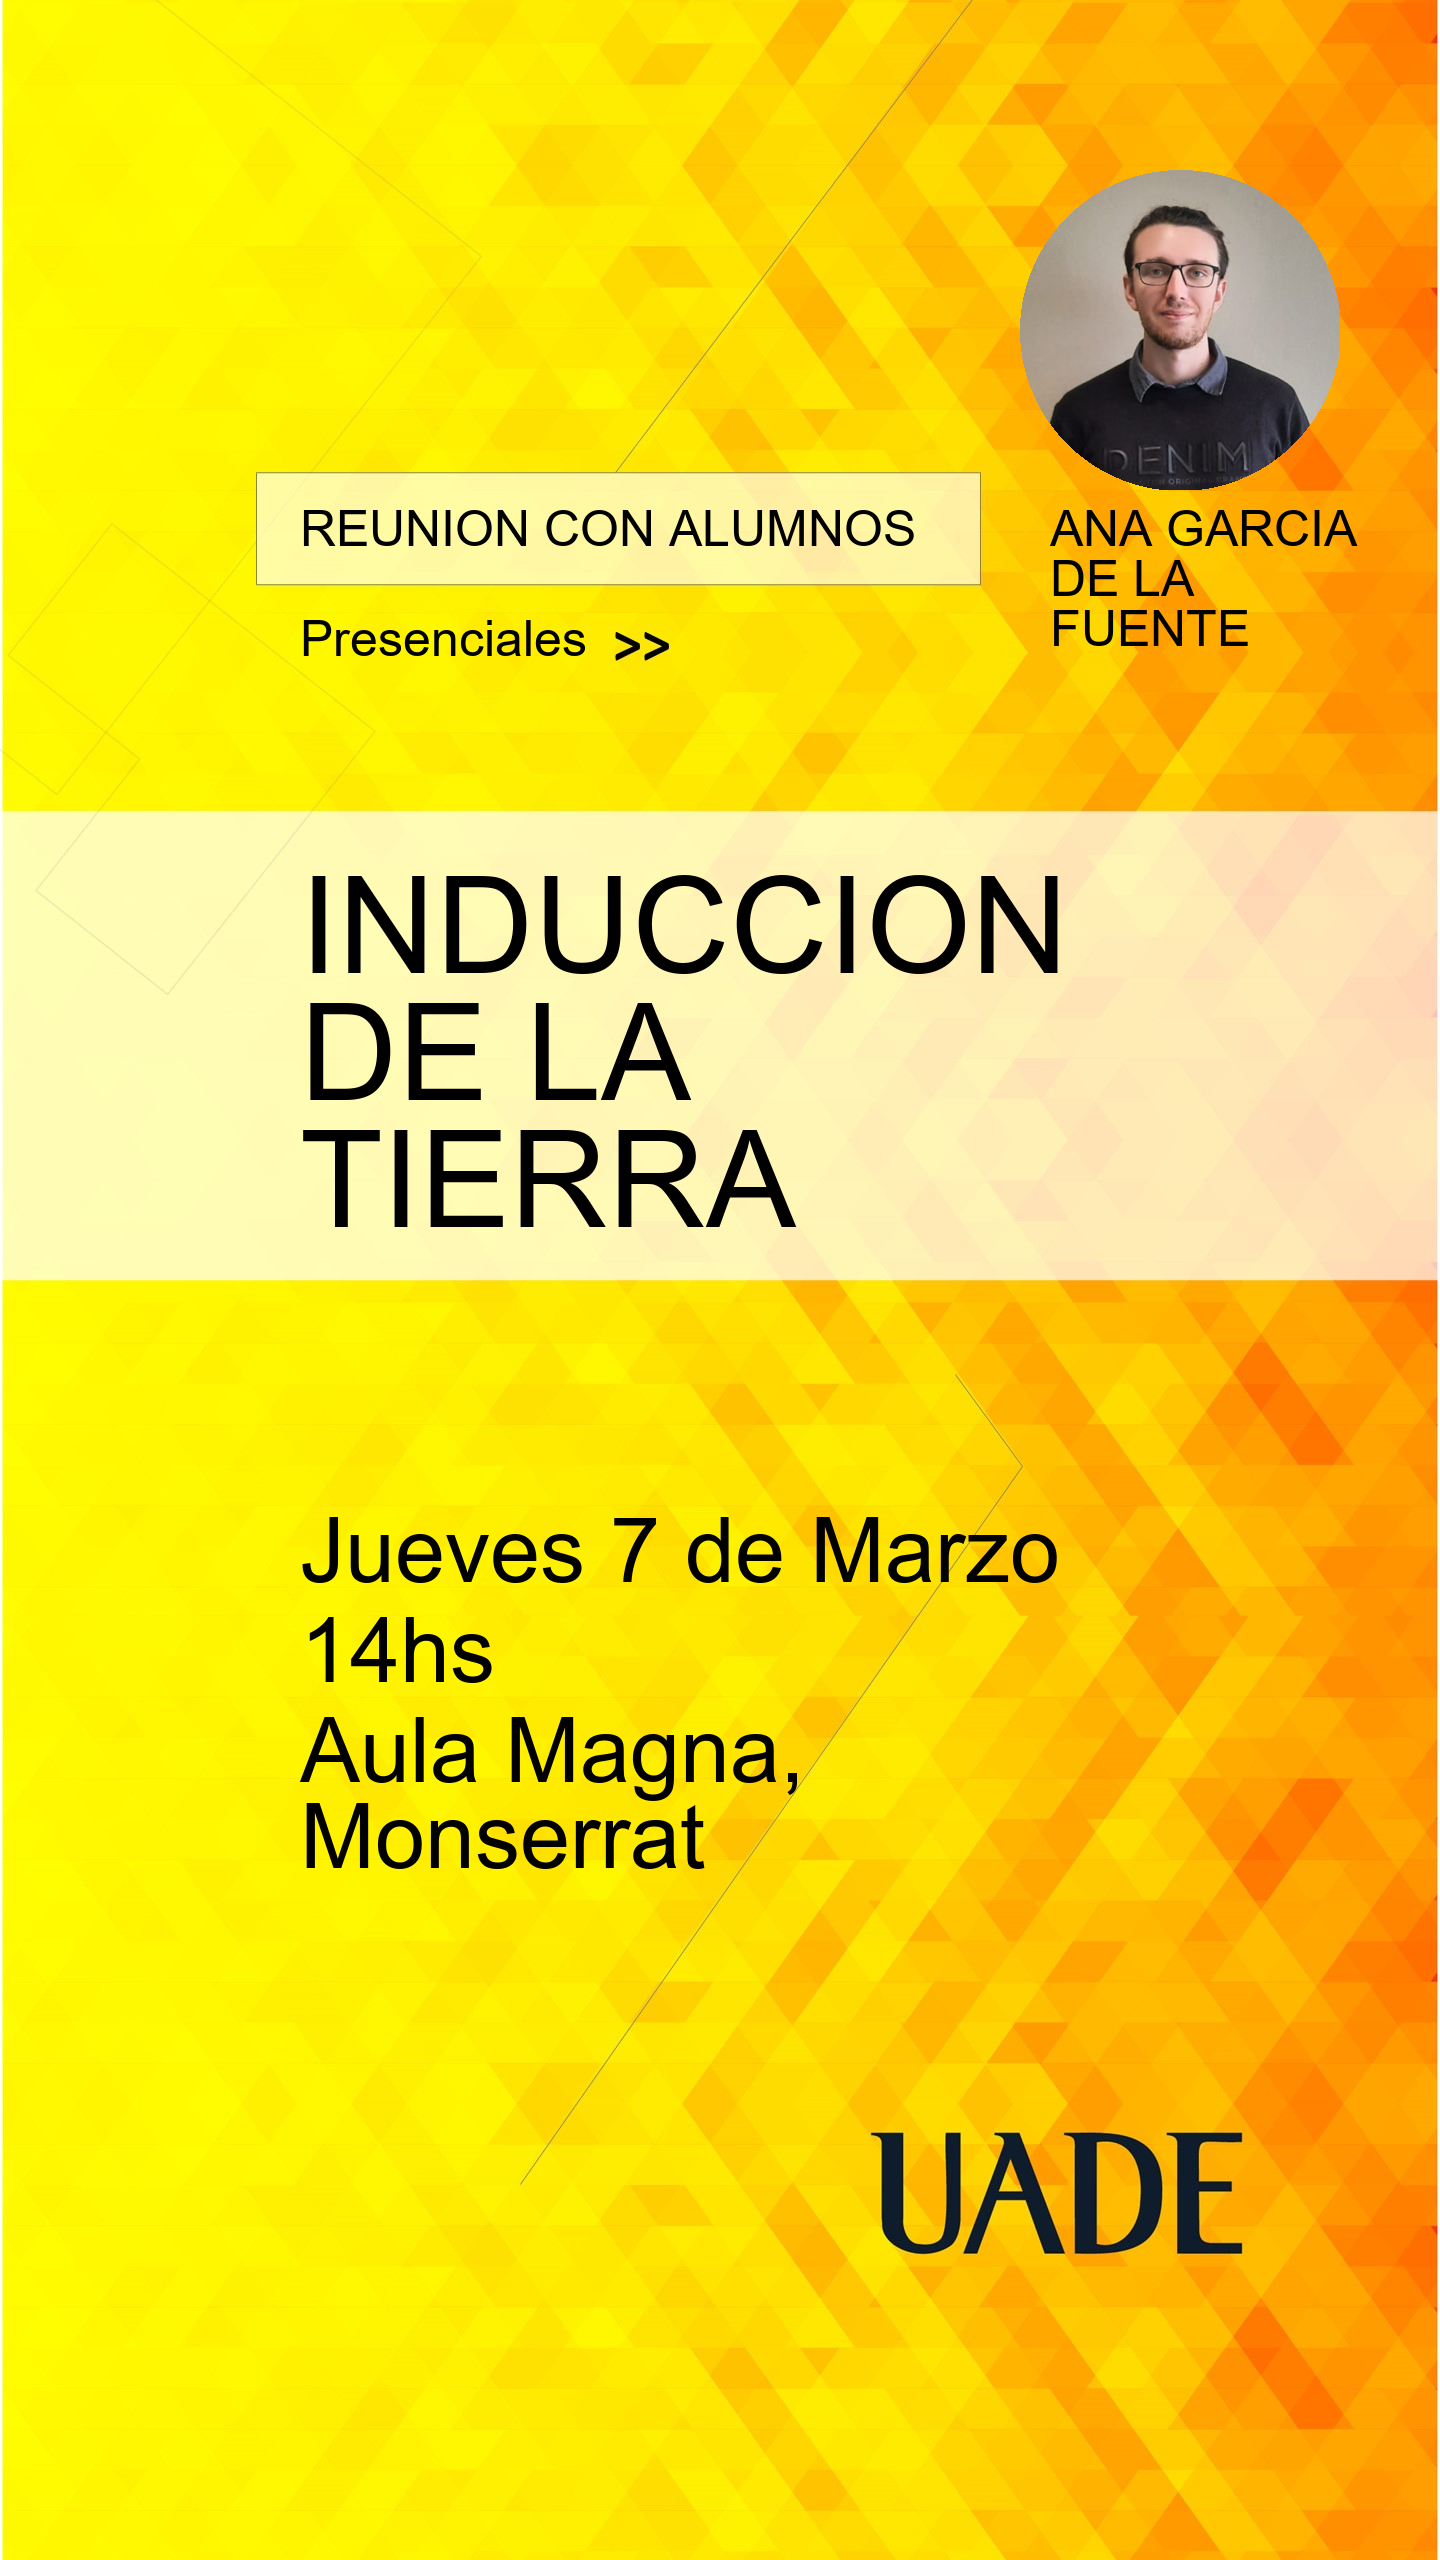 DENIM
REUNION CON ALUMNOS
ANA GARCIA
DE LA
FUENTE
Presenciales >>
INDUCCION
DE LA
TIERRA
Jueves 7 de Marzo
14hs
Aula Magna,
Monserrat
UADE